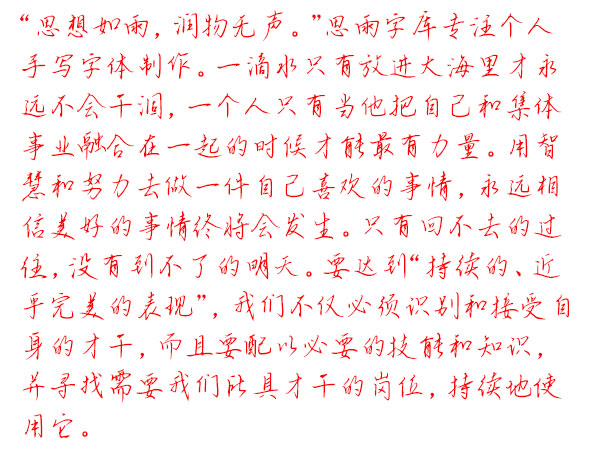 “思想如雨，润物无声。”思雨字库专注个人
手写字体制作。一滴水只有放进大海里才永
远不会干涸，一个人只有当他把自己和集体
事业融合在一起的时候才能最有力量。用智
慧和努力去做一件自己喜欢的事情，永远相
信美好的事情终将会发生。只有回不去的过
往，没有到不了的明天。要达到“持续的、近
乎完美的表现”，我们不仅必须识别和接受自
身的才干，而且要配以必要的技能和知识，
并寻找需要我们所具才干的岗位，持续地使
用它。